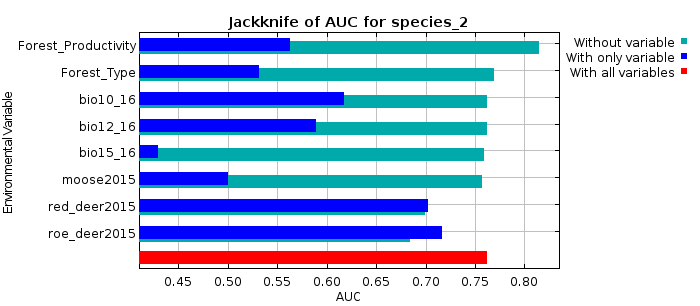 Jackknife of AUC for species_2
Forest_Productivity
Forest_Type
bio10_16
bio12_16
bio15_16
moose2015
red_deer2015
roe_deer2015
Environmental Variable
0.45 0.50 0.55 0.60 0.65 0.70 0.75 0.80
AUC
Without variable
With only variable
With all variables